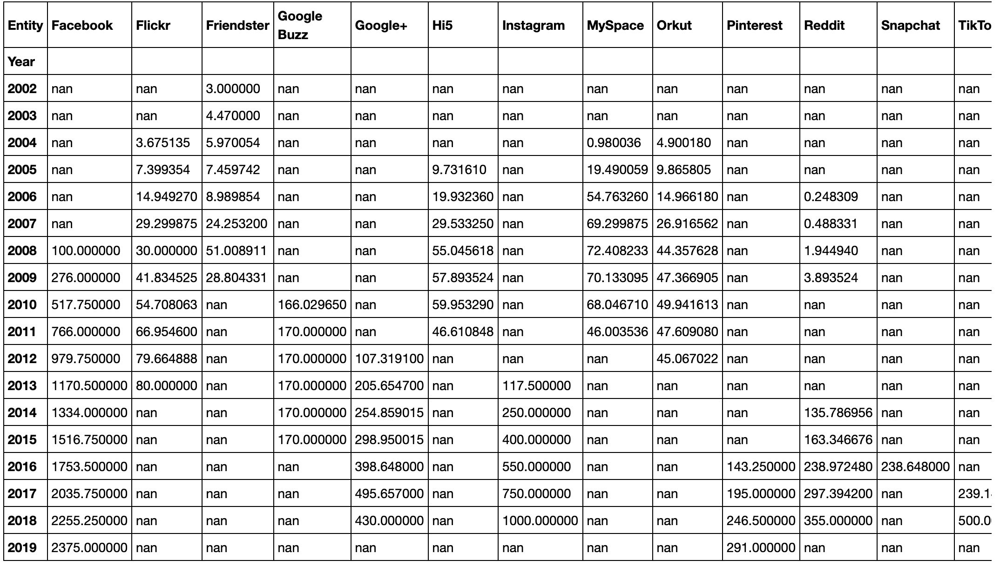 Entity Facebook Flickr Friendster Google Buzz Google+ Hi5 Instagram MySpace Orkut Pinterest Reddit Snapchat TikTo
Year
2002 nan nan 3.000000 nan nan nan nan nan nan nan nan nan nan
2003 nan nan 4.470000 nan nan nan nan nan nan nan nan nan nan
2004 nan 3.675135 5.970054 nan nan nan nan 0.980036 4.900180 nan nan nan nan
2005 nan 7.399354 7.459742 nan nan 9.731610 nan 19.490059 9.865805 nan nan nan nan
2006 nan 14.949270 8.989854 nan nan 19.932360 nan 54.763260 14.966180 nan 0.248309 nan nan
2007 nan 29.299875 24.253200 nan nan 29.533250 nan 69.299875 26.916562 nan 0.488331 nan nan
2008 100.000000 30.000000 51.008911 nan nan 55.045618 nan 72.408233 44.357628 nan 1.944940 nan nan
2009 276.000000 41.834525 28.804331 nan nan 57.893524 nan 70.133095 47.366905 nan 3.893524 nan nan
2010 517.750000 54.708063 nan 166.029650 nan 59.953290 nan 68.046710 49.941613 nan nan nan nan
2011 766.000000 66.954600 nan 170.000000 nan 46.610848 nan 46.003536 47.609080 nan nan nan nan
2012 979.750000 79.664888 nan 170.000000 107.319100 nan nan nan 45.067022 nan nan nan nan
2013 1170.500000 80.000000 nan 170.000000 205.654700 nan 117.500000 nan nan nan nan nan nan
2014 1334.000000 nan nan 170.000000 254.859015 nan 250.000000 nan nan nan 135.786956 nan nan
2015 1516.750000 nan nan 170.000000 298.950015 nan 400.000000 nan nan nan 163.346676 nan nan
2016 1753.500000 nan nan nan 398.648000 nan 550.000000 nan nan 143.250000 238.972480 238.648000 nan
2017 2035.750000 nan nan nan 495.657000 nan 750.000000 nan nan 195.000000 297.394200 nan 239.1
2018 2255.250000 nan nan nan 430.000000 nan 1000.000000 nan nan 246.500000 355.000000 nan 500.0
2019 2375.000000 nan nan nan nan nan nan nan nan 291.000000 nan nan nan